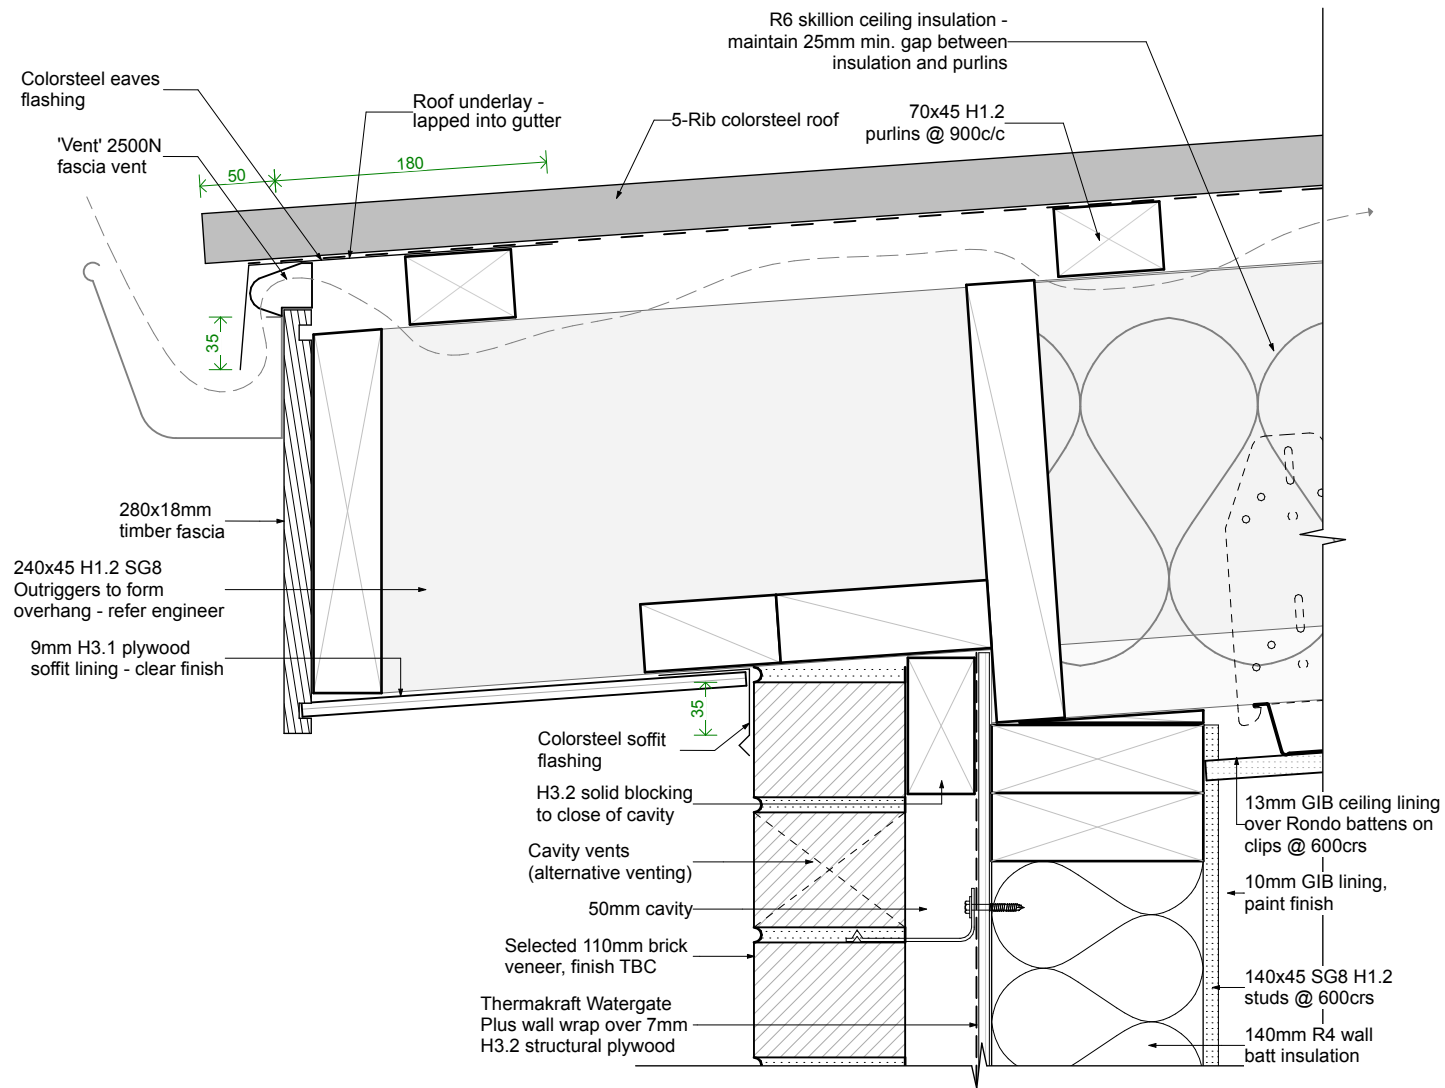 R6 skillion ceiling insulation -
maintain 25mm min. gap between
insulation and purlins
Colorsteel eaves
flashing
Roof underlay -
lapped into gutter
5-Rib colorsteel roof
70x45 H1.2
purlins @ 900c/c
'Vent' 2500N
fascia vent
50
180
35
280x18mm
timber fascia
240x45 H1.2 SG8
Outriggers to form
overhang - refer engineer
9mm H3.1 plywood
soffit lining - clear finish
35
Colorsteel soffit
flashing
H3.2 solid blocking
to close of cavity
Cavity vents
(alternative venting)
50mm cavity
Selected 110mm brick
veneer, finish TBC
Thermakraft Watergate
Plus wall wrap over 7mm
H3.2 structural plywood
13mm GIB ceiling lining
over Rondo battens on
clips @ 600crs
10mm GIB lining,
paint finish
140x45 SG8 H1.2
studs @ 600crs
140mm R4 wall
batt insulation